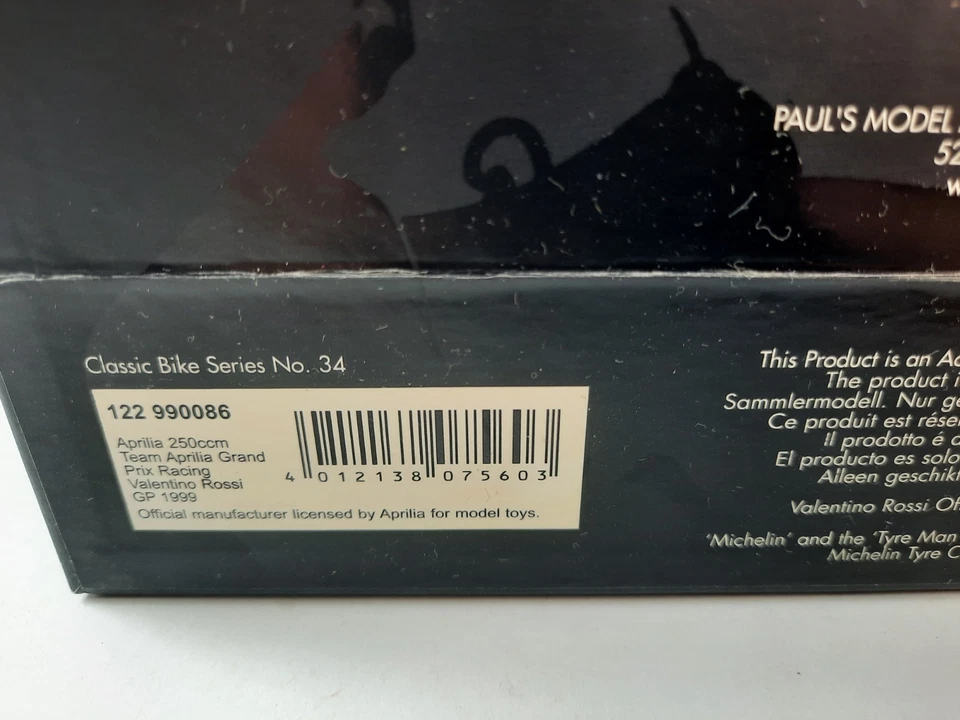 PAUL'S MODEL
52
Classic Bike Series No. 34
122 990086
Aprilia 250ccm
Team Aprilia Grand
Prix Racing
Valentino Rossi
GP 1999
4 012138 075603
Official manufacturer licensed by Aprilia for model toys.
This Product is an
The product
Sammlermodell. Nur
Ce produit est
Il prodotto é
El producto es solo
Aileen
Valentino Rossi
'Michelin' and the 'Tyre Man
Michelin Tyre